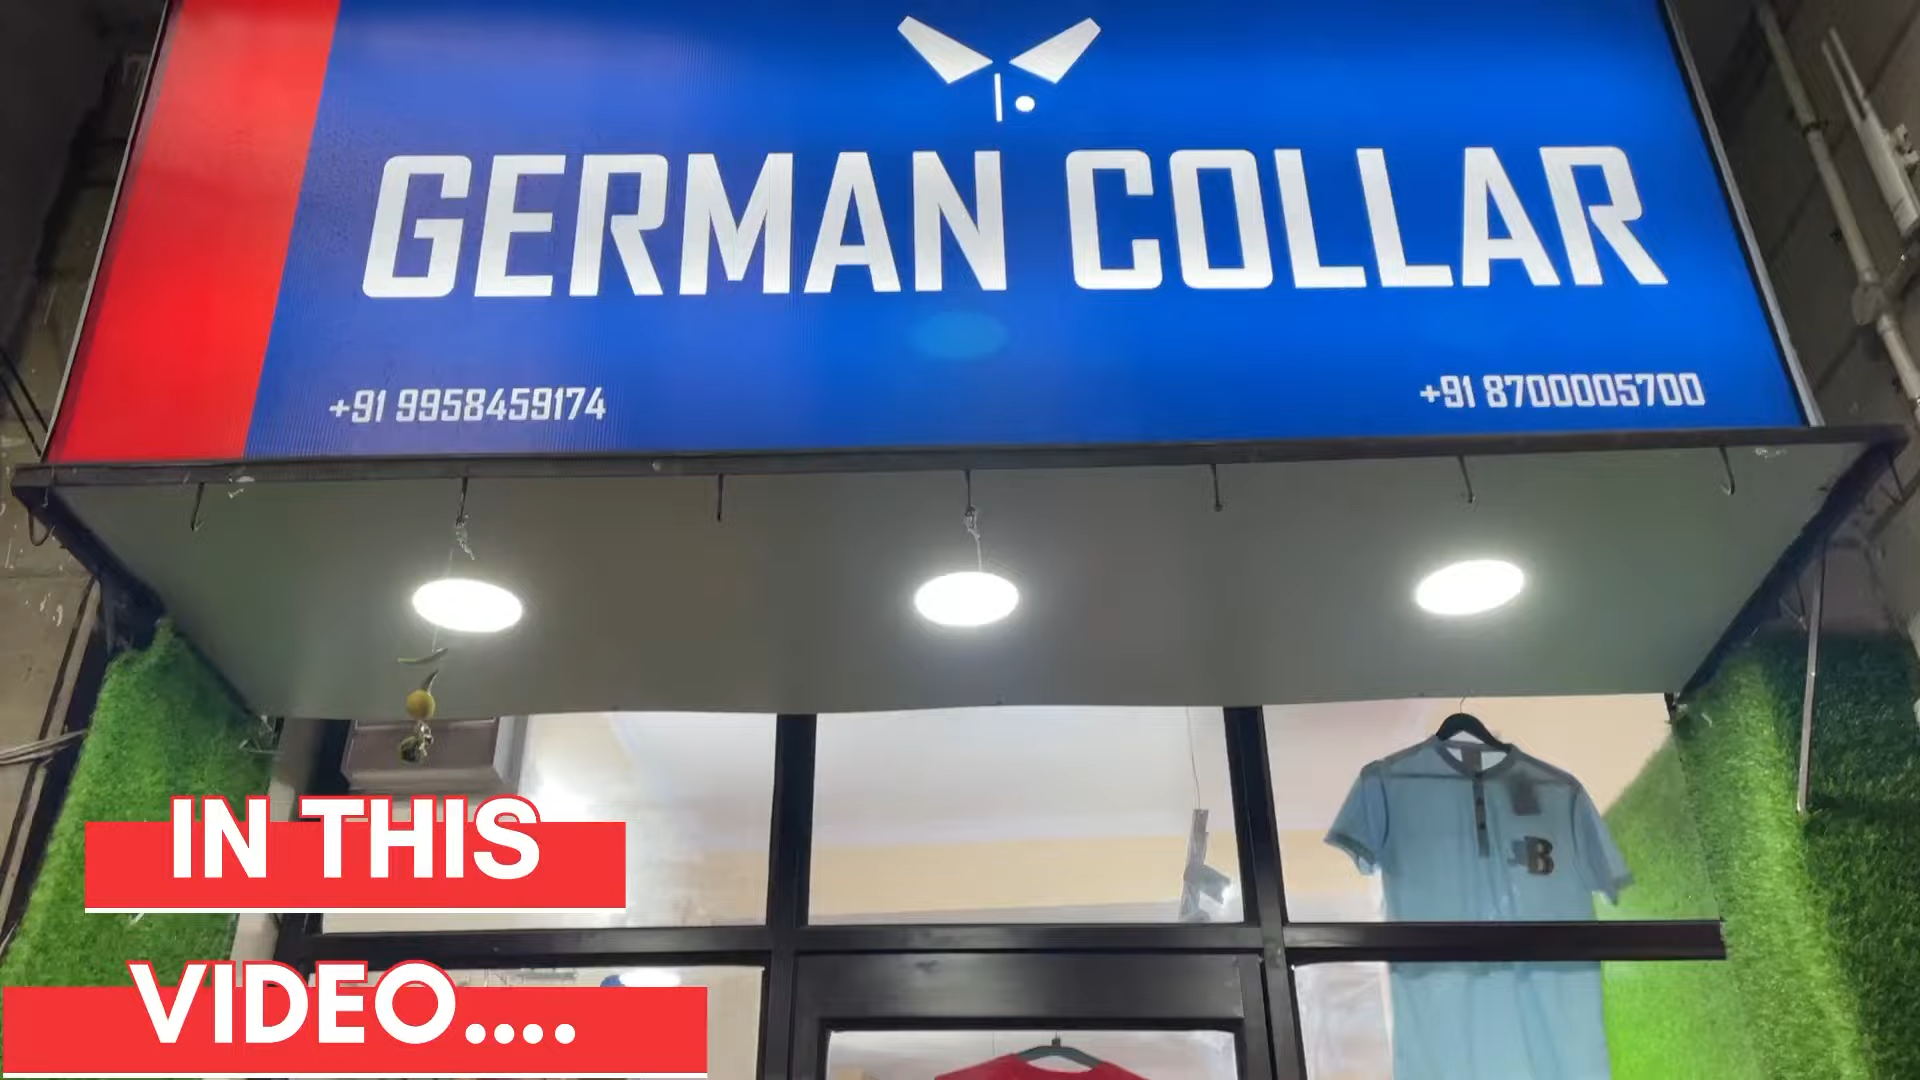 GERMAN COLLAR
+91 9958459174
+91 8700005700
B
IN THIS
VIDEO....